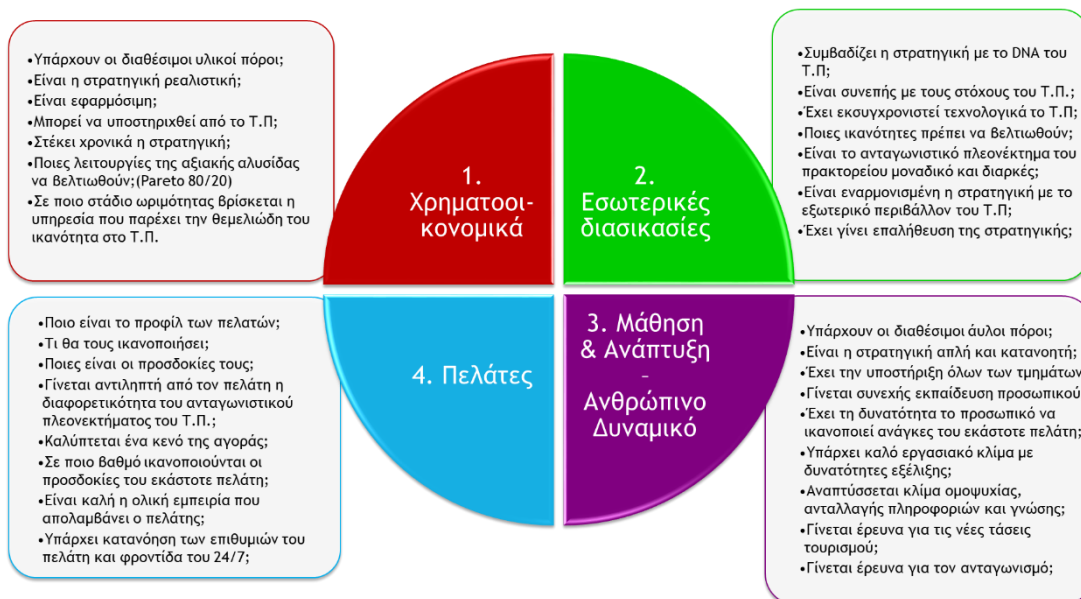 •Υπάρχουν οι διαθέσιμοι υλικοί πόροι;
•Είναι η στρατηγική ρεαλιστική;
•Είναι εφαρμόσιμη;
•Μπορεί να υποστηριχθεί από το Τ.Π;
•Στέκει χρονικά η στρατηγική;
•Ποιες λειτουργίες της αξιακής αλυσίδας
να βελτιωθούν;(Pareto 80/20)
•Σε ποιο στάδιο ωριμότητας βρίσκεται η
υπηρεσία που παρέχει την θεμελιώδη του
ικανότητα στο Τ.Π.
1.
Χρηματοοι-
κονομικά
2.
Εσωτερικές
διασικασίες
•Συμβαδίζει η στρατηγική με το DNA του
Τ.Π;
•Είναι συνεπής με τους στόχους του Τ.Π.;
•Έχει εκσυγχρονιστεί τεχνολογικά το Τ.Π;
•Ποιες ικανότητες πρέπει να βελτιωθούν;
•Είναι το ανταγωνιστικό πλεονέκτημα του
πρακτορείου μοναδικό και διαρκές;
•Είναι εναρμονισμένη η στρατηγική με το
εξωτερικό περιβάλλον του Τ.Π;
•Έχει γίνει επαλήθευση της στρατηγικής;
3. Μάθηση
& Ανάπτυξη
–
Ανθρώπινο
Δυναμικό
•Υπάρχουν οι διαθέσιμοι άυλοι πόροι;
•Είναι η στρατηγική απλή και κατανοητή;
•Έχει την υποστήριξη όλων των τμημάτων
•Γίνεται συνεχής εκπαίδευση προσωπικού
•Έχει τη δυνατότητα το προσωπικό να
ικανοποιεί ανάγκες του εκάστοτε πελάτη;
•Υπάρχει καλό εργασιακό κλίμα με
δυνατότητες εξέλιξης;
•Αναπτύσσεται κλίμα ομοψυχίας,
ανταλλαγής πληροφοριών και γνώσης;
•Γίνεται έρευνα για τις νέες τάσεις
τουρισμού;
•Γίνεται έρευνα για τον ανταγωνισμό;
4. Πελάτες
•Ποιο είναι το προφίλ των πελατών;
•Τι θα τους ικανοποιήσει;
•Ποιες είναι οι προσδοκίες τους;
•Γίνεται αντιληπτή από τον πελάτη η
διαφορετικότητα του ανταγωνιστικού
πλεονεκτήματος του Τ.Π.;
•Καλύπτεται ένα κενό της αγοράς;
•Σε ποιο βαθμό ικανοποιούνται οι
προσδοκίες του εκάστοτε πελάτη;
•Είναι καλή η ολική εμπειρία που
απολαμβάνει ο πελάτης;
•Υπάρχει κατανόηση των επιθυμιών του
πελάτη και φροντίδα του 24/7;